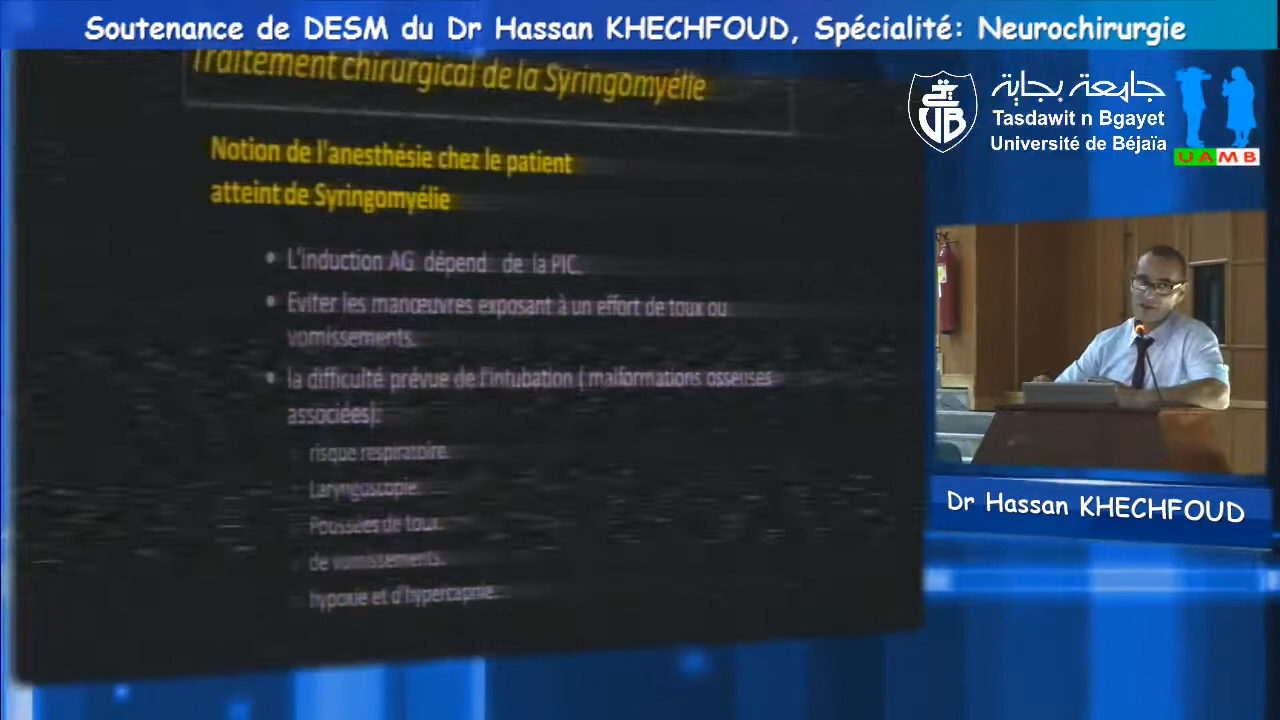 Soutenance de DESM du Dr Hassan KHECHFOUD, Spécialité: Neurochirurgie
Traitement chirurgical de la Syringomyélie
Notion de l'anesthésie chez le patient
atteint de Syringomyélie
• L'induction AG dépend de la PIC.
• Eviter les manœuvres exposant à un effort de toux ou
vomissements.
• la difficulté prévue de l'intubation ( malformations osseuses
associées):
risque respiratoire.
Laryngoscopie.
Poussées de toux.
de vomissements.
hypoxie et d'hypercapnie.
جامعة بجاية
Tasdawit n Bgayet
Université de Béjaïa
UAMB
Dr Hassan KHECHFOUD